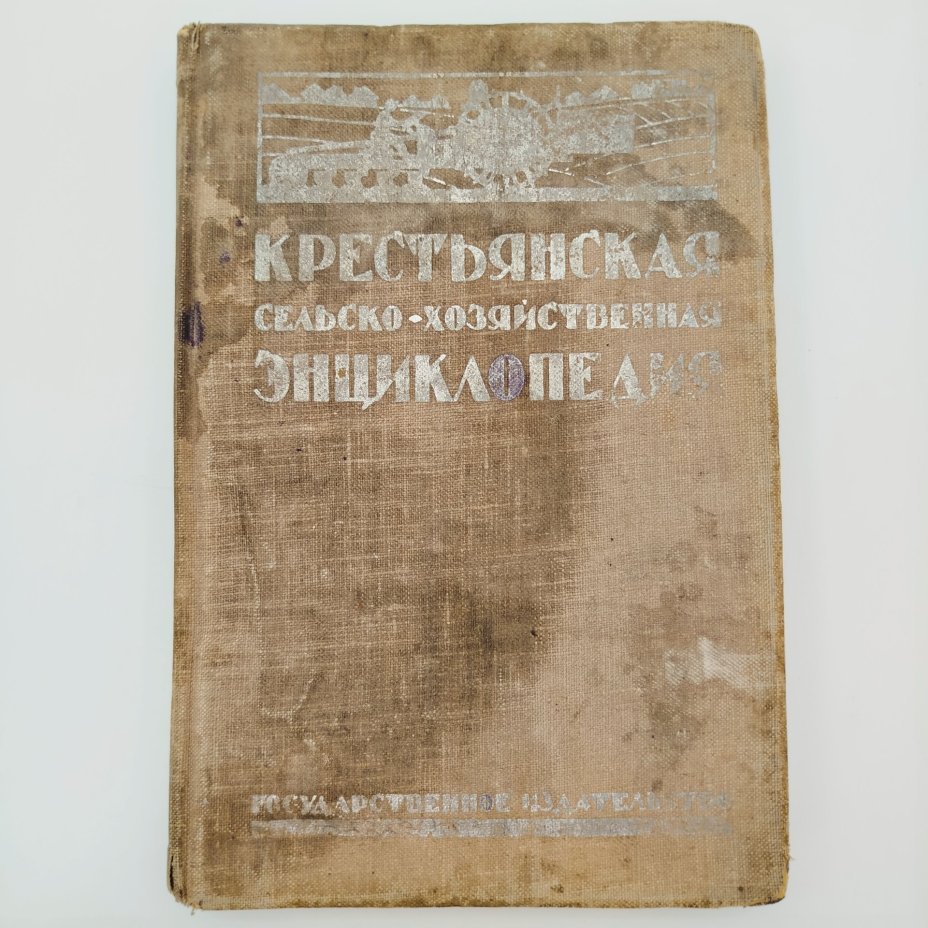 КРЕСТЬЯНСКАЯ
СЕЛЬСКО-ХОЗЯЙСТВЕННАЯ
ЭНЦИКЛОПЕДИЯ
ГОСУДАРСТВЕННОЕ ИЗДАТЕЛЬСТВО